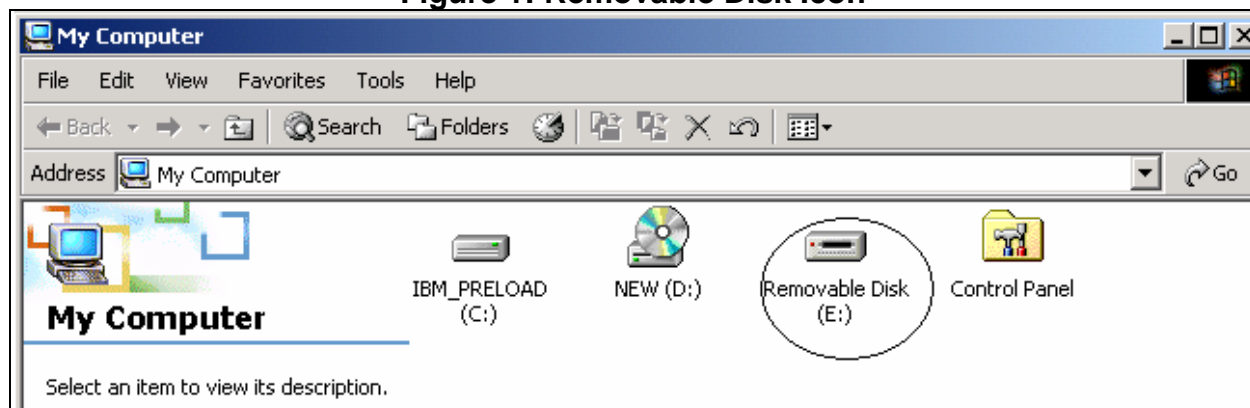 Figure 1: Removable Disk Icon
My Computer
File Edit View Favorites Tools Help
Back Search Folders
Address My Computer Go
IBM_PRELOAD (C:)
NEW (D:)
Removable Disk (E:)
Control Panel
My Computer
Select an item to view its description.